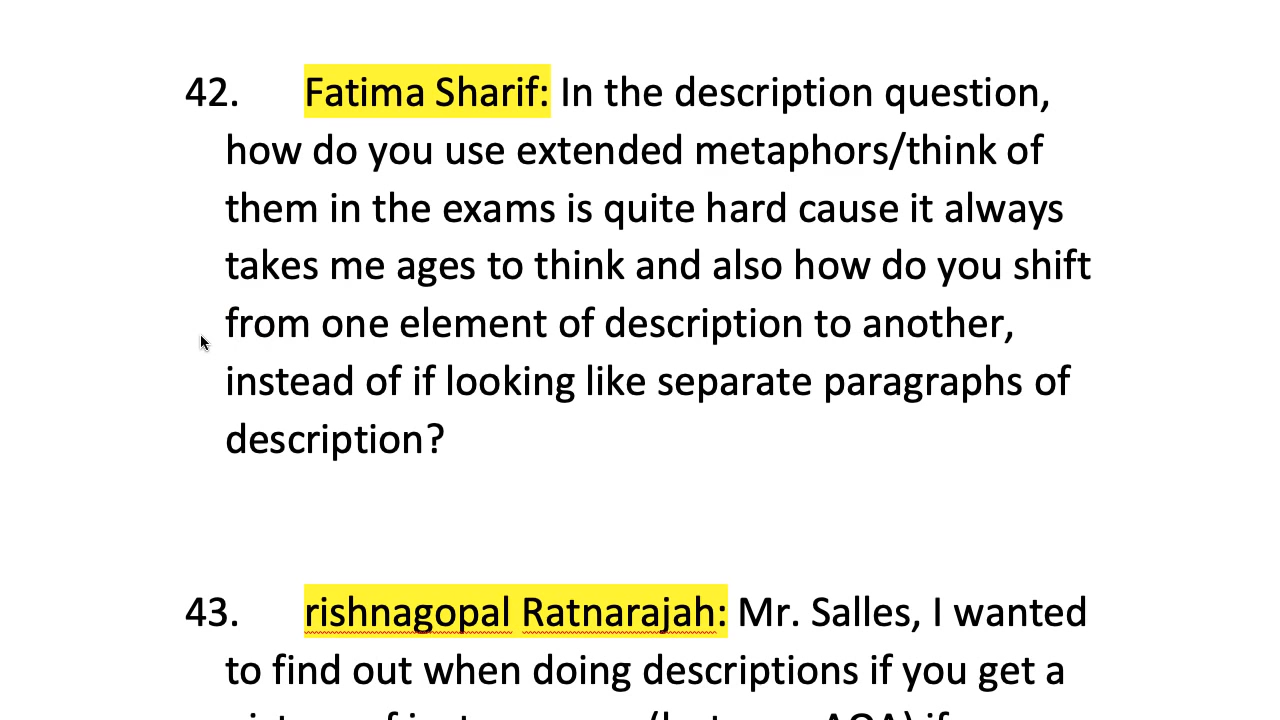 42. Fatima Sharif: In the description question,
how do you use extended metaphors/think of
them in the exams is quite hard cause it always
takes me ages to think and also how do you shift
from one element of description to another,
instead of if looking like separate paragraphs of
description?
43. rishnagopal Ratnarajah: Mr. Salles, I wanted
to find out when doing descriptions if you get a